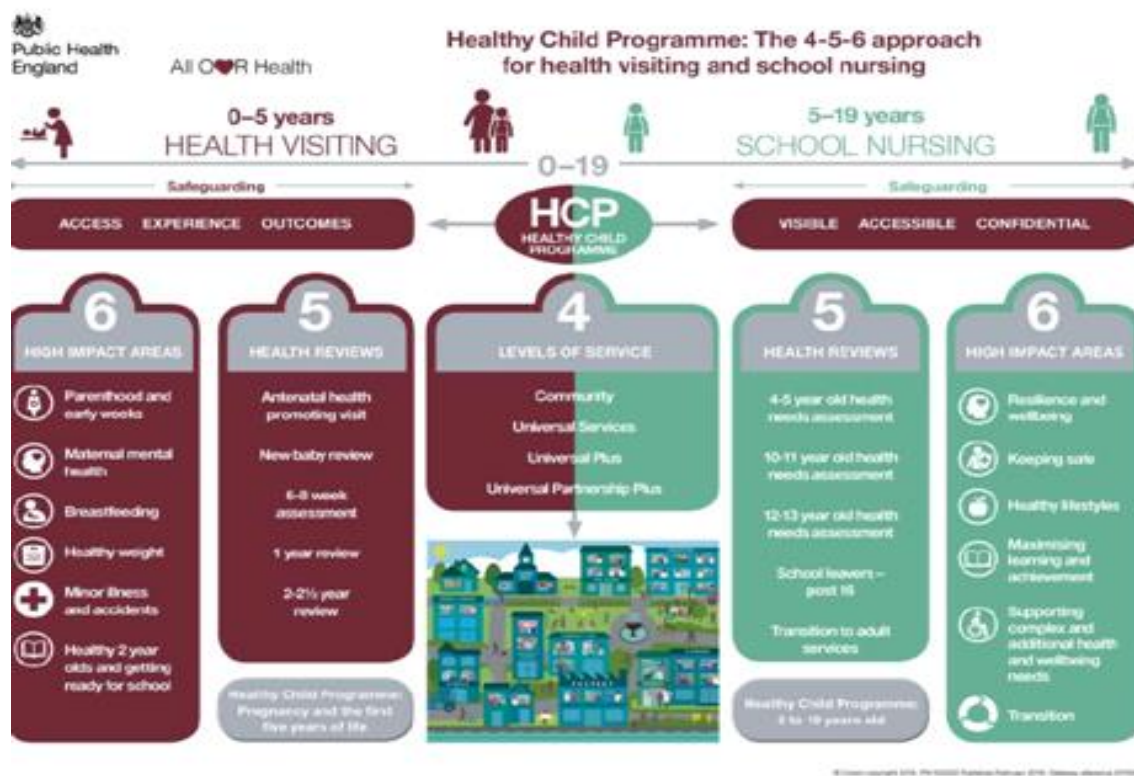 Public Health
England
All OUR Health
Healthy Child Programme: The 4-5-6 approach
for health visiting and school nursing
0–5 years
HEALTH VISITING
5–19 years
SCHOOL NURSING
0–19
Safeguarding
Safeguarding
ACCESS EXPERIENCE OUTCOMES
HCP
HEALTHY CHILD
PROGRAMME
VISIBLE ACCESSIBLE CONFIDENTIAL
6
HIGH IMPACT AREAS
Parenthood and
early weeks
Maternal mental
health
Breastfeeding
Healthy weight
Minor illness
and accidents
Healthy 2 year
olds and getting
ready for school
5
HEALTH REVIEWS
Antenatal health
promoting visit
New baby review
6-8 week
assessment
1 year review
2-2½ year
review
Healthy Child Programme:
Pregnancy and the first
five years of life
4
LEVELS OF SERVICE
Community
Universal Services
Universal Plus
Universal Partnership Plus
5
HEALTH REVIEWS
4-5 year old health
needs assessment
10-11 year old health
needs assessment
12-13 year old health
needs assessment
School leavers –
post 16
Transition to adult
services
Healthy Child Programme:
5 to 19 years old
6
HIGH IMPACT AREAS
Resilience and
wellbeing
Keeping safe
Healthy lifestyles
Maximising
learning and
achievement
Supporting
complex and
additional health
and wellbeing
needs
Transition